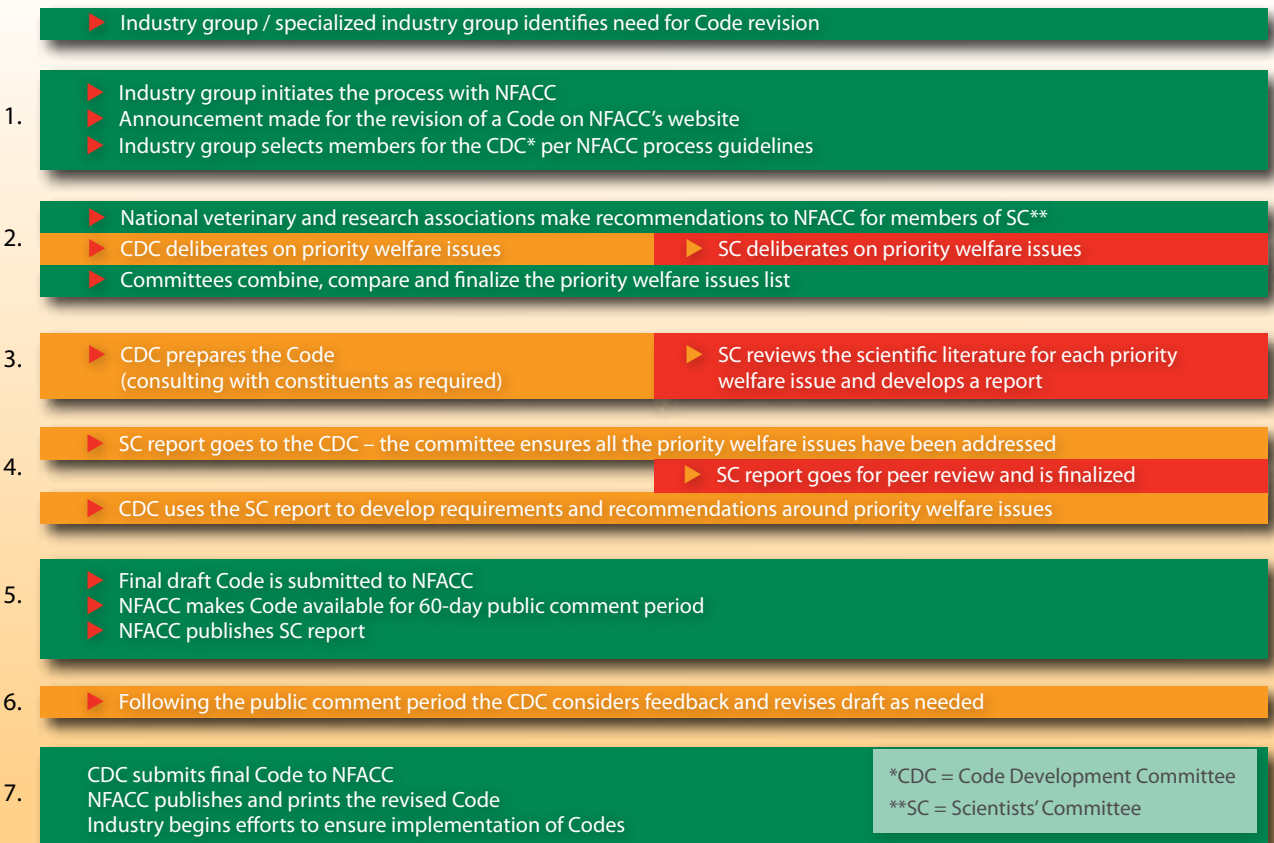 Industry group / specialized industry group identifies need for Code revision
1.
Industry group initiates the process with NFACC
Announcement made for the revision of a Code on NFACC's website
Industry group selects members for the CDC* per NFACC process guidelines
2.
National veterinary and research associations make recommendations to NFACC for members of SC**
CDC deliberates on priority welfare issues
SC deliberates on priority welfare issues
Committees combine, compare and finalize the priority welfare issues list
3.
CDC prepares the Code
(consulting with constituents as required)
SC reviews the scientific literature for each priority
welfare issue and develops a report
4.
SC report goes to the CDC – the committee ensures all the priority welfare issues have been addressed
SC report goes for peer review and is finalized
CDC uses the SC report to develop requirements and recommendations around priority welfare issues
5.
Final draft Code is submitted to NFACC
NFACC makes Code available for 60-day public comment period
NFACC publishes SC report
6.
Following the public comment period the CDC considers feedback and revises draft as needed
7.
CDC submits final Code to NFACC
NFACC publishes and prints the revised Code
Industry begins efforts to ensure implementation of Codes
*CDC = Code Development Committee
**SC = Scientists' Committee